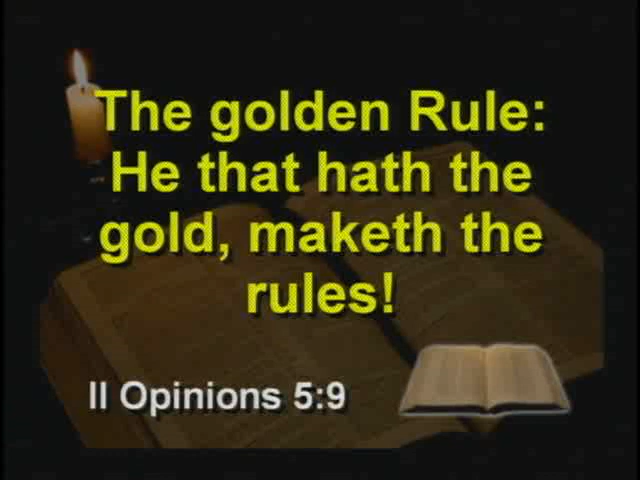 The golden Rule:
He that hath the
gold, maketh the
rules!
II Opinions 5:9